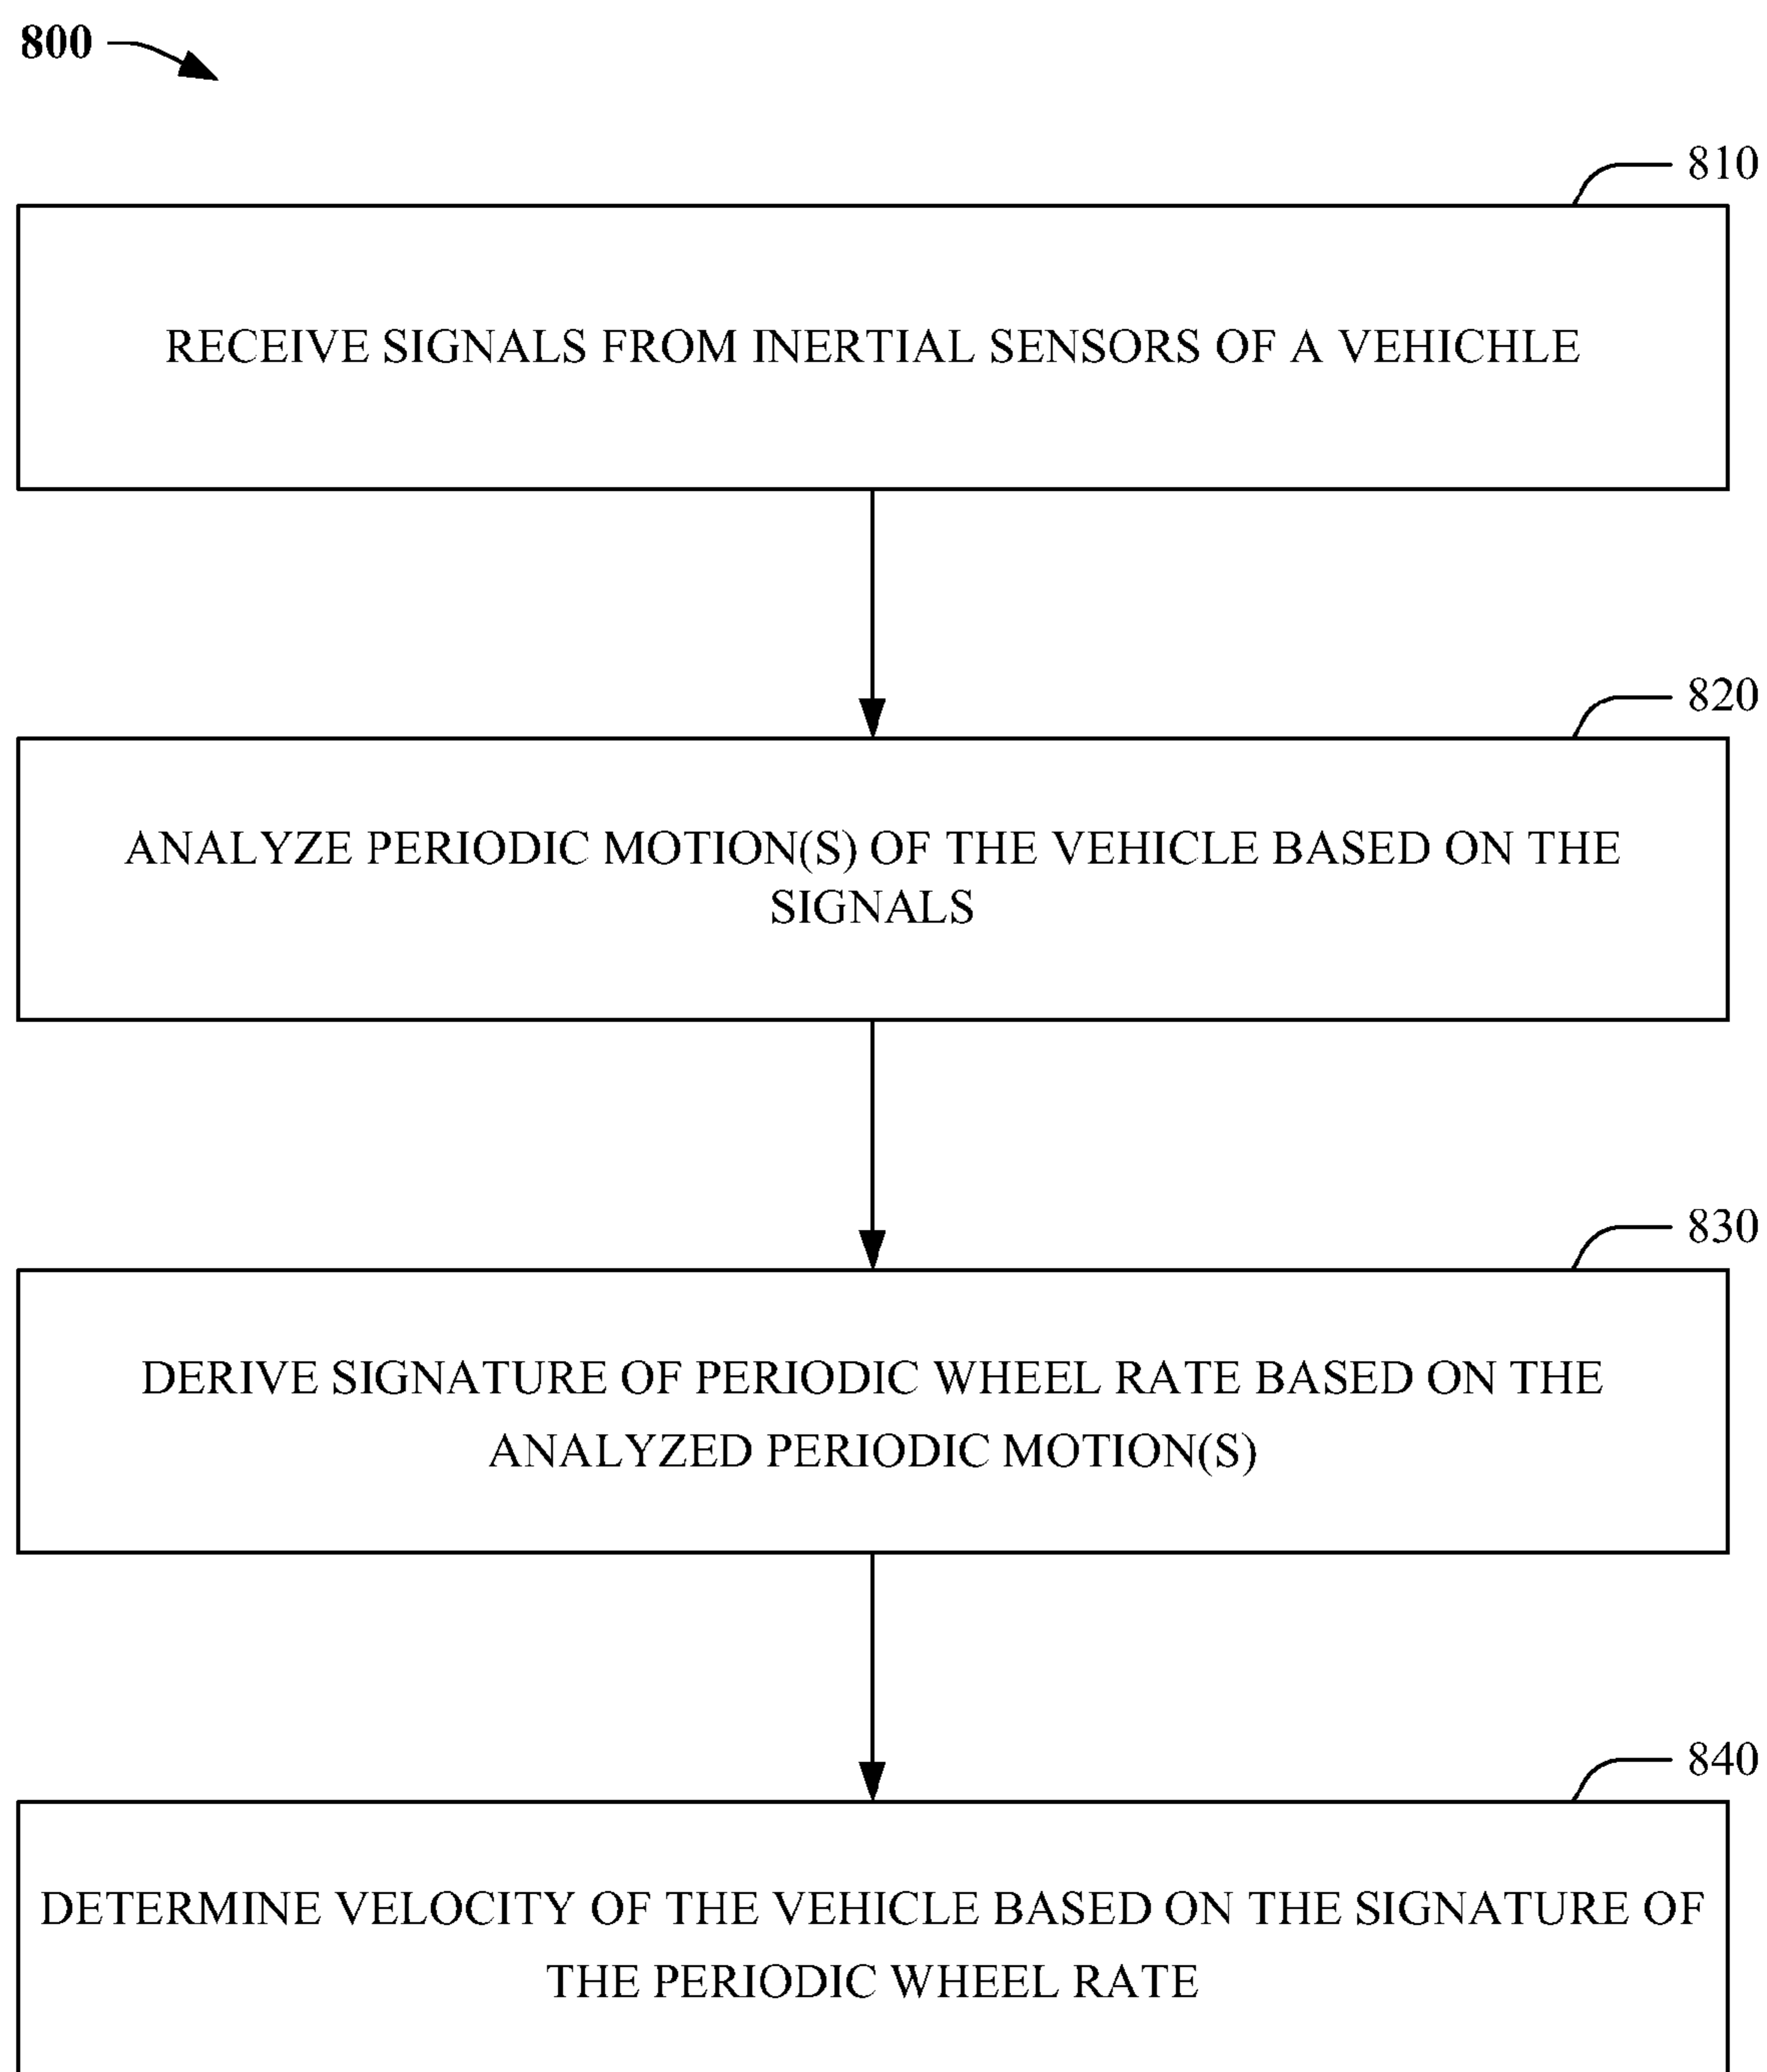 800
810
RECEIVE SIGNALS FROM INERTIAL SENSORS OF A VEHICHLE
820
ANALYZE PERIODIC MOTION(S) OF THE VEHICLE BASED ON THE
SIGNALS
830
DERIVE SIGNATURE OF PERIODIC WHEEL RATE BASED ON THE
ANALYZED PERIODIC MOTION(S)
840
DETERMINE VELOCITY OF THE VEHICLE BASED ON THE SIGNATURE OF
THE PERIODIC WHEEL RATE